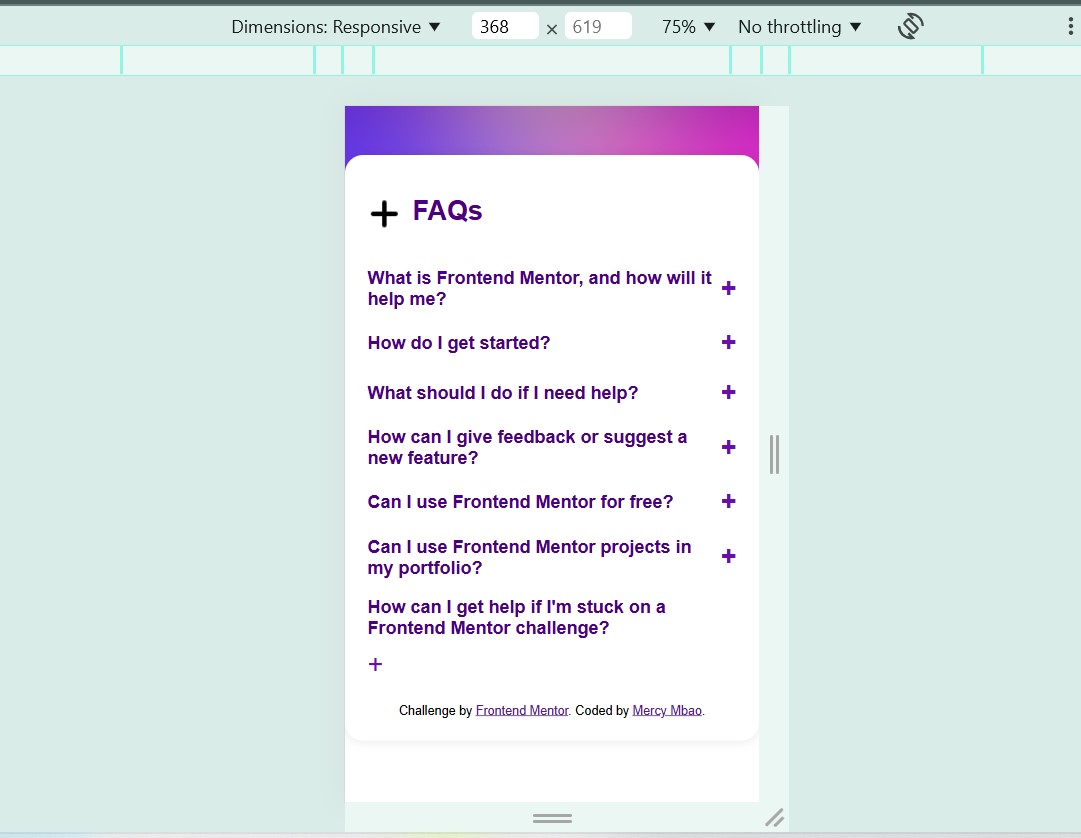 Dimensions: Responsive ▼ 368 × 619 75% ▼ No throttling ▼
+ FAQs
What is Frontend Mentor, and how will it
help me? +
How do I get started? +
What should I do if I need help? +
How can I give feedback or suggest a
new feature? +
Can I use Frontend Mentor for free? +
Can I use Frontend Mentor projects in
my portfolio? +
How can I get help if I'm stuck on a
Frontend Mentor challenge?
+
Challenge by Frontend Mentor. Coded by Mercy Mbao.